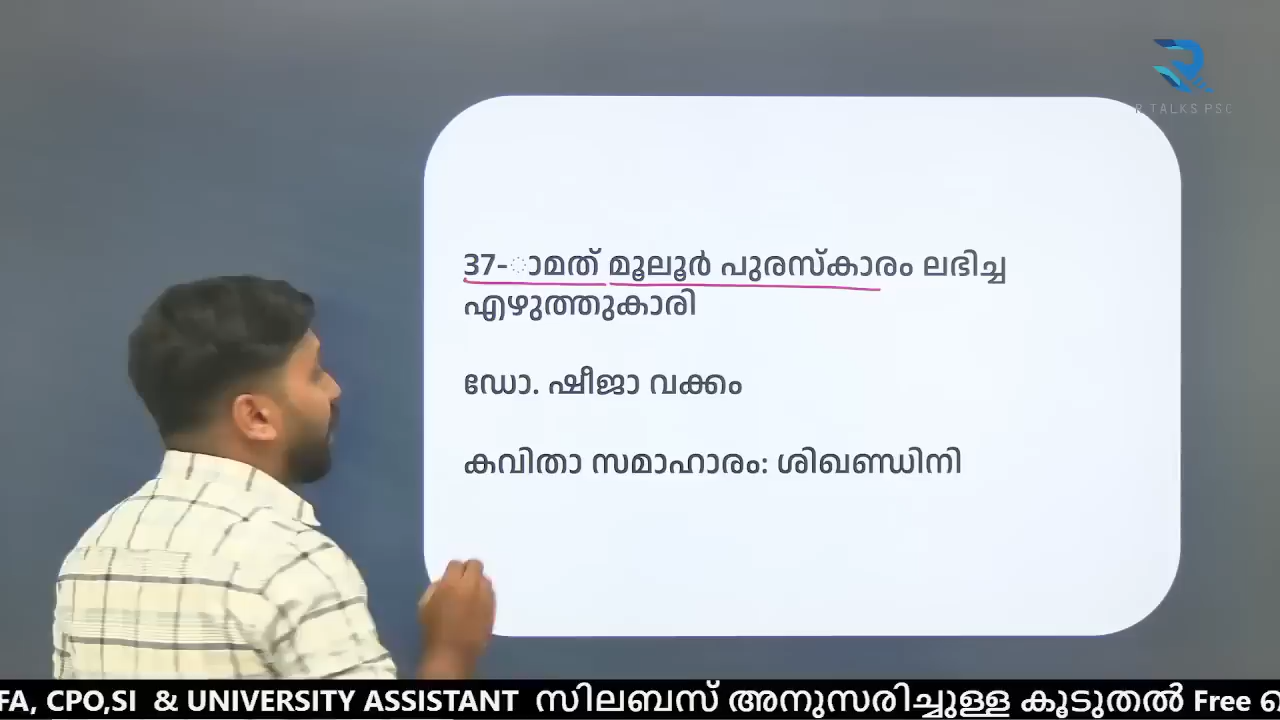 R TALKS PSC
37-ാമത് മൂലൂർ പുരസ്കാരം ലഭിച്ച
എഴുത്തുകാരി
ഡോ. ഷീജാ വക്കം
കവിതാ സമാഹാരം: ശിഖണ്ഡിനി
FA, CPO,SI & UNIVERSITY ASSISTANT സിലബസ് അനുസരിച്ചുള്ള കൂടുതൽ Free